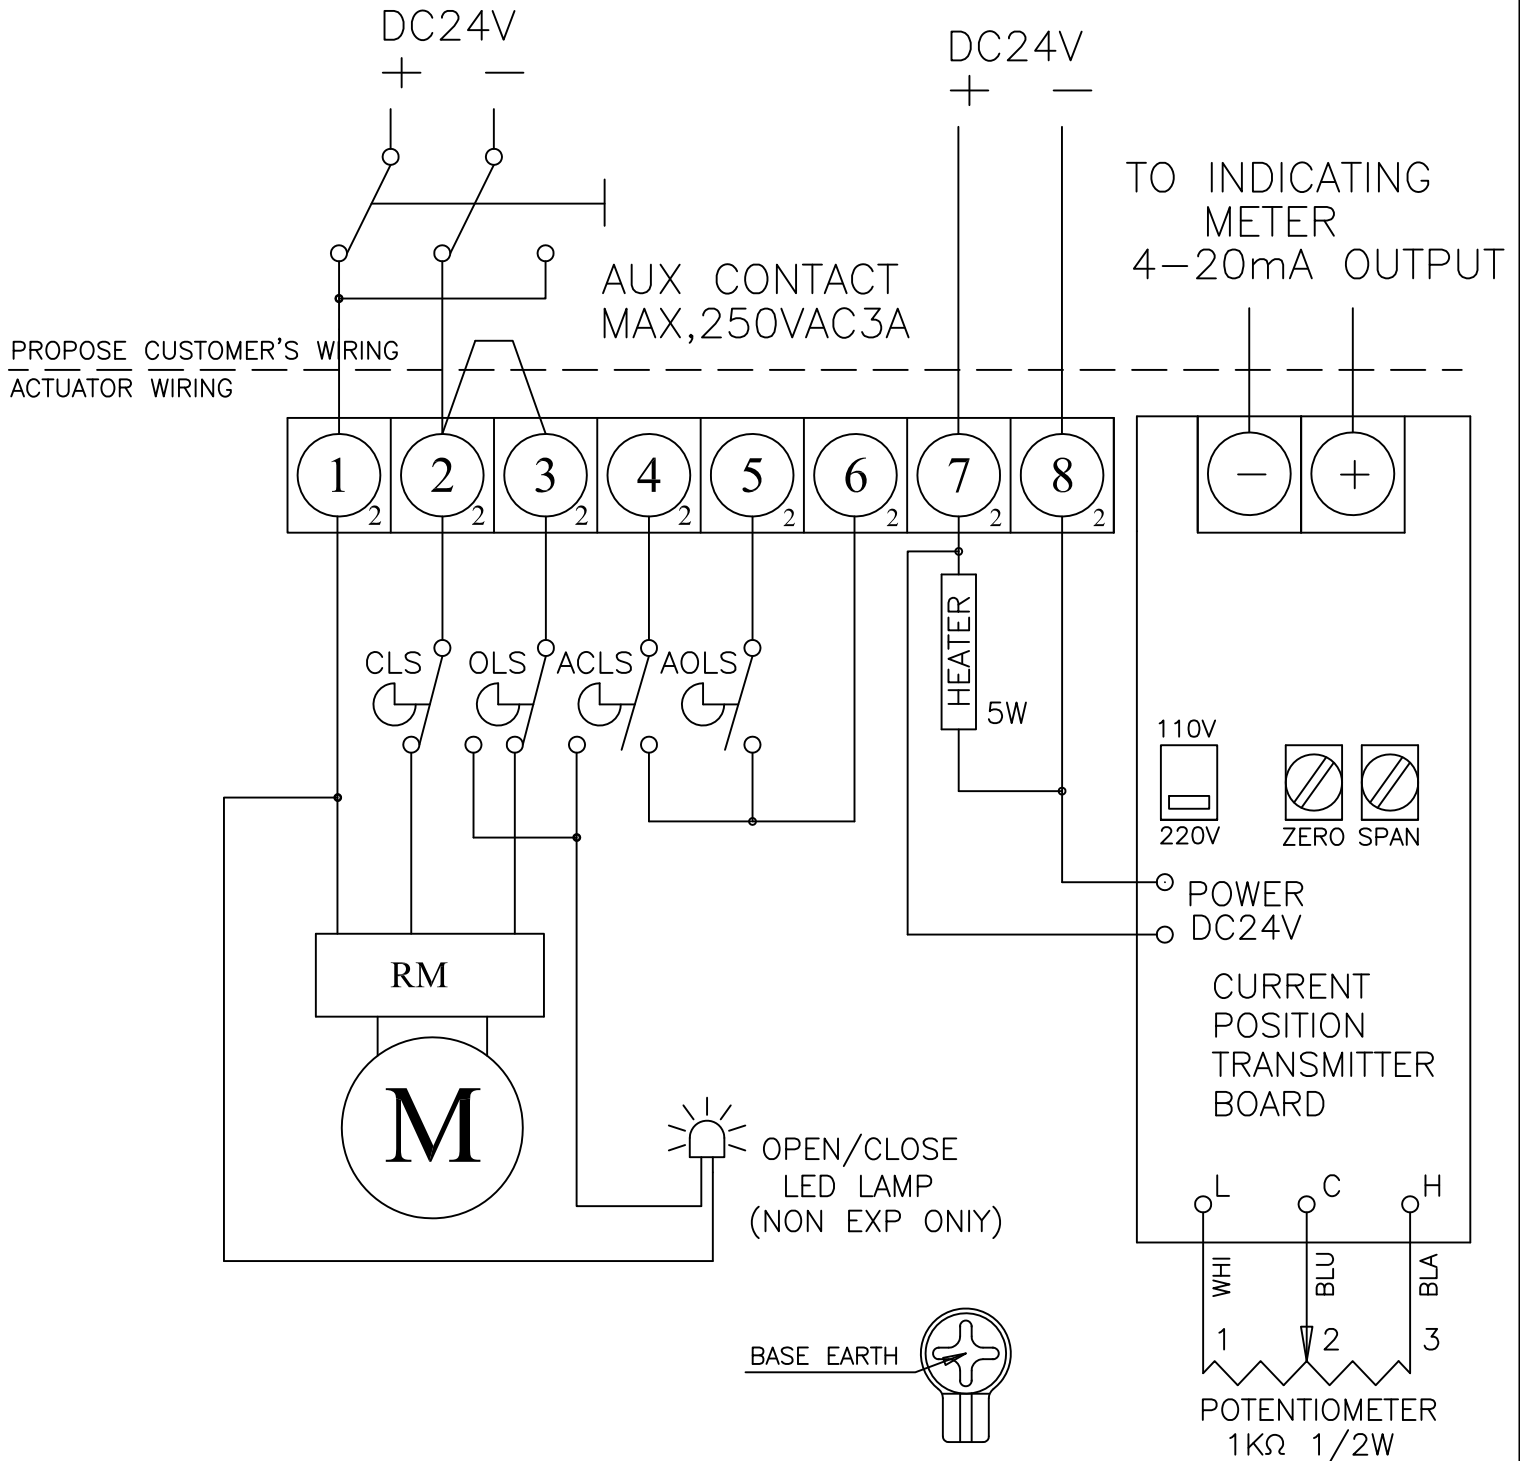 DC24V
+ −
DC24V
+ −
TO INDICATING
METER
4−20mA OUTPUT
AUX CONTACT
MAX,250VAC3A
PROPOSE CUSTOMER'S WIRING
ACTUATOR WIRING
1 2 3 4 5 6 7 8
2 2 2 2 2 2 2 2
− +
CLS OLS ACLS AOLS
HEATER
5W
110V
220V
ZERO SPAN
POWER
DC24V
CURRENT
POSITION
TRANSMITTER
BOARD
RM
M
OPEN/CLOSE
LED LAMP
(NON EXP ONIY)
L C H
WHI BLU BLA
1 2 3
BASE EARTH
POTENTIOMETER
1KΩ 1/2W